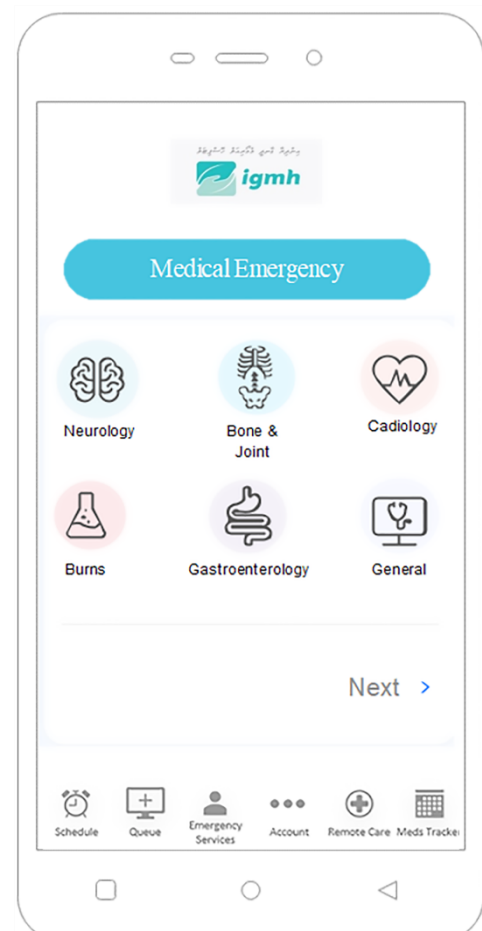 igmh
Medical Emergency
Neurology
Bone &
Joint
Cadiology
Burns
Gastroenterology
General
Next >
Schedule
Queue
Emergency
Services
Account
Remote Care
Meds Tracke